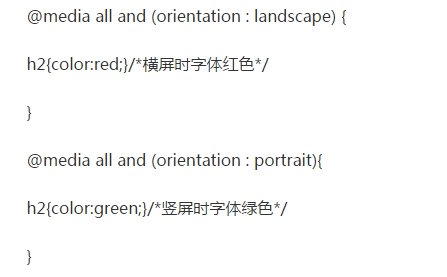 @media all and (orientation : landscape) {
h2{color:red;}/*横屏时字体红色*/
}
@media all and (orientation : portrait){
h2{color:green;}/*竖屏时字体绿色*/
}